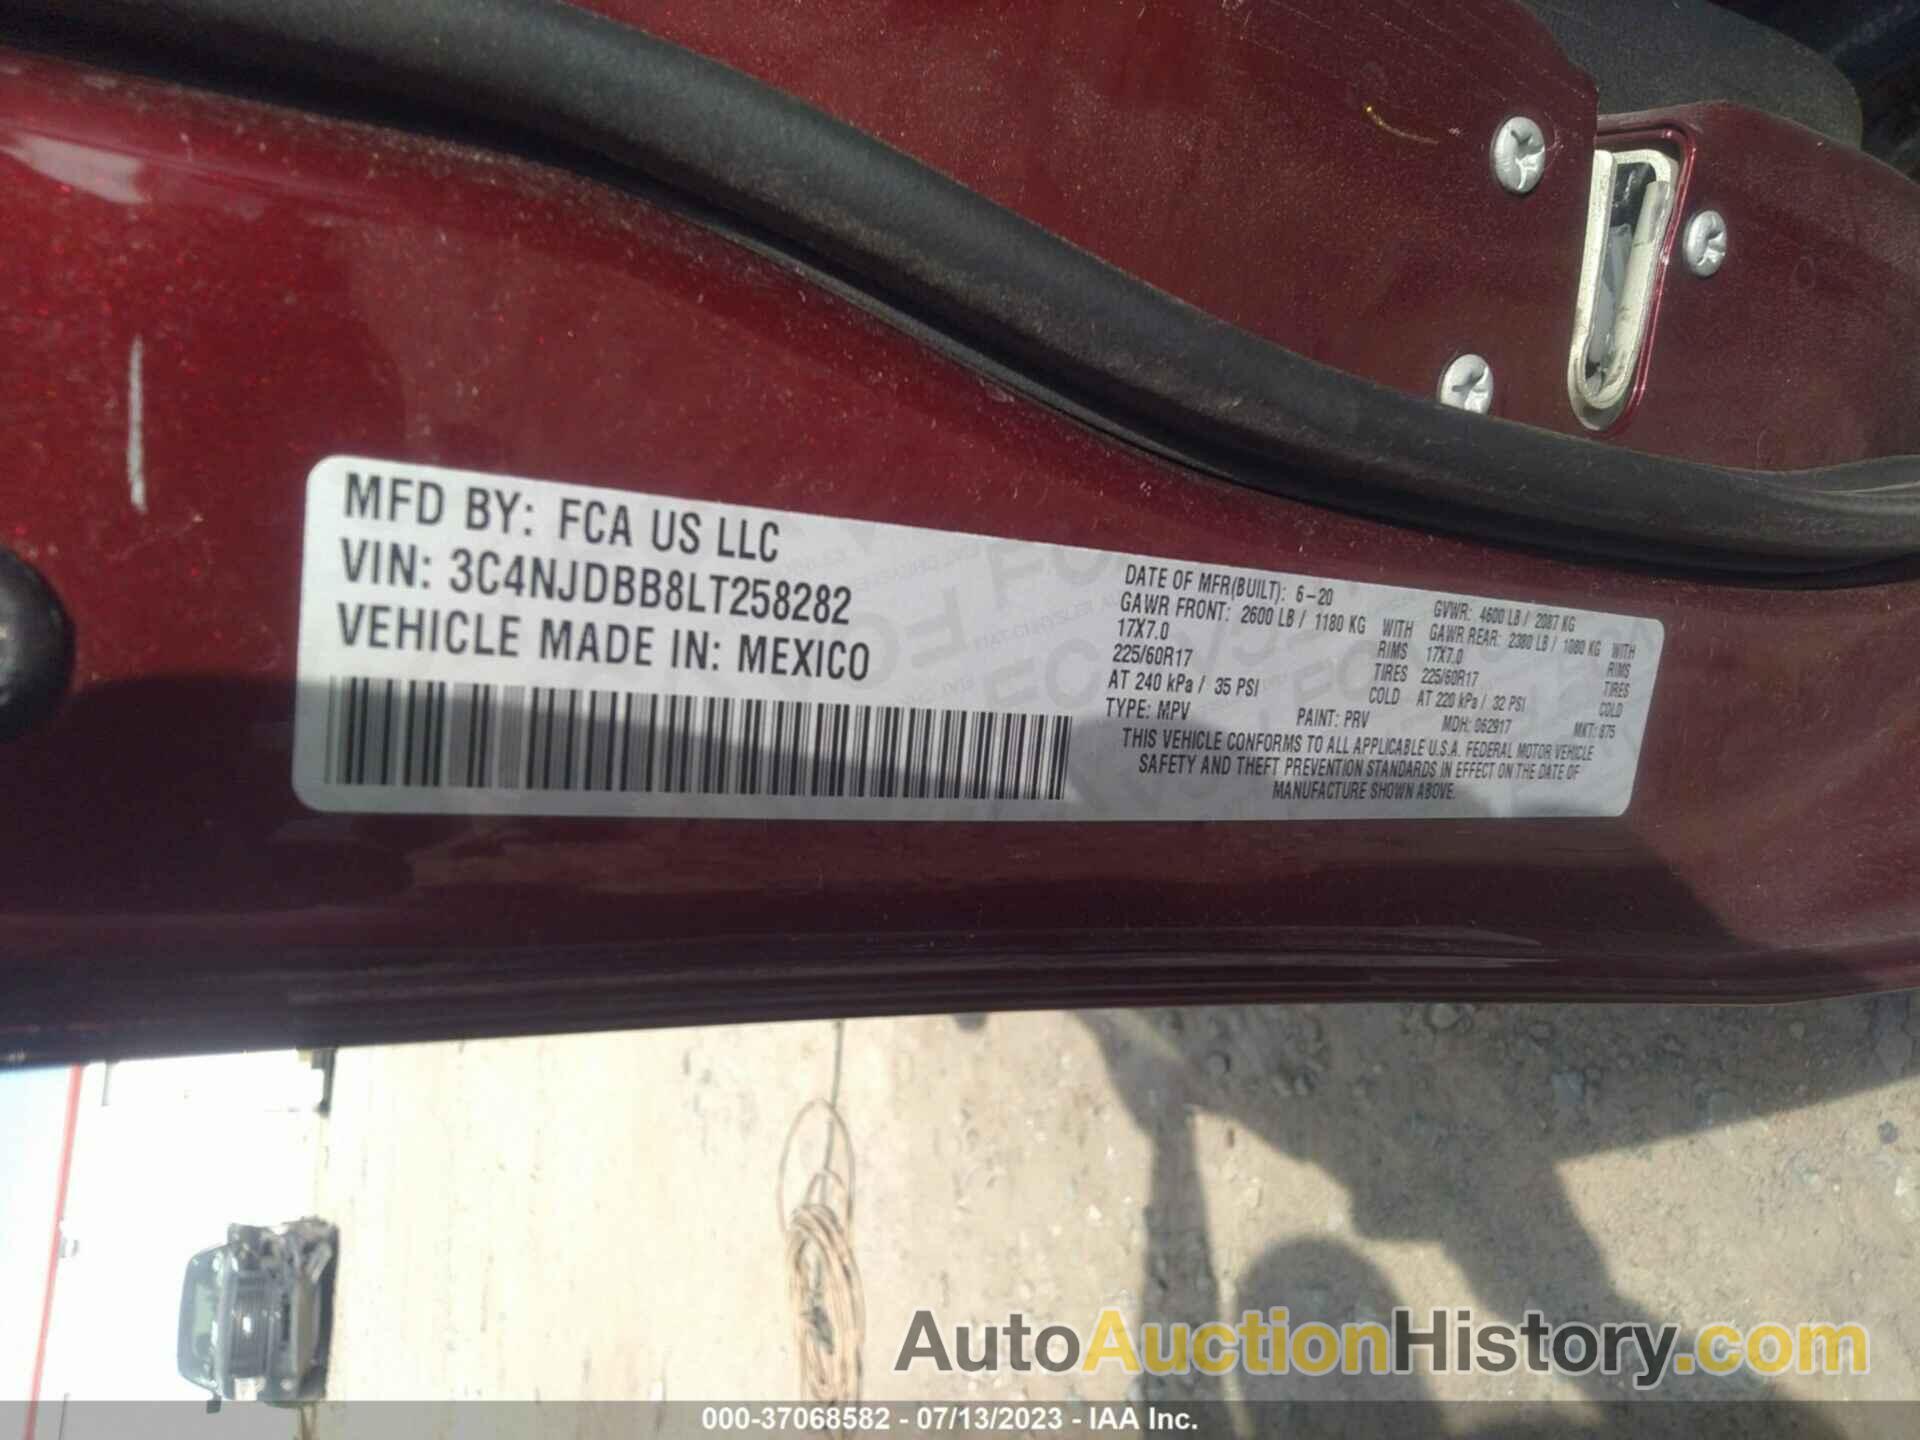 MFD BY: FCA US LLC
VIN: 3C4NJDBB8LT258282
VEHICLE MADE IN: MEXICO
DATE OF MFR(BUILT): 6-20 GVWR: 4600 LB / 2087 KG
GAWR FRONT: 2600 LB / 1180 KG WITH GAWR REAR: 2380 LB / 1080 KG WITH
17X7.0 RIMS 17X7.0 RIMS
225/60R17 TIRES 225/60R17 TIRES
AT 240 kPa / 35 PSI COLD AT 220 kPa / 32 PSI COLD
TYPE: MPV PAINT: PRV MDH: 062917 MKT: 875
THIS VEHICLE CONFORMS TO ALL APPLICABLE U.S.A. FEDERAL MOTOR VEHICLE
SAFETY AND THEFT PREVENTION STANDARDS IN EFFECT ON THE DATE OF
MANUFACTURE SHOWN ABOVE.
AutoAuctionHistory.com
000-37068582 - 07/13/2023 - IAA Inc.